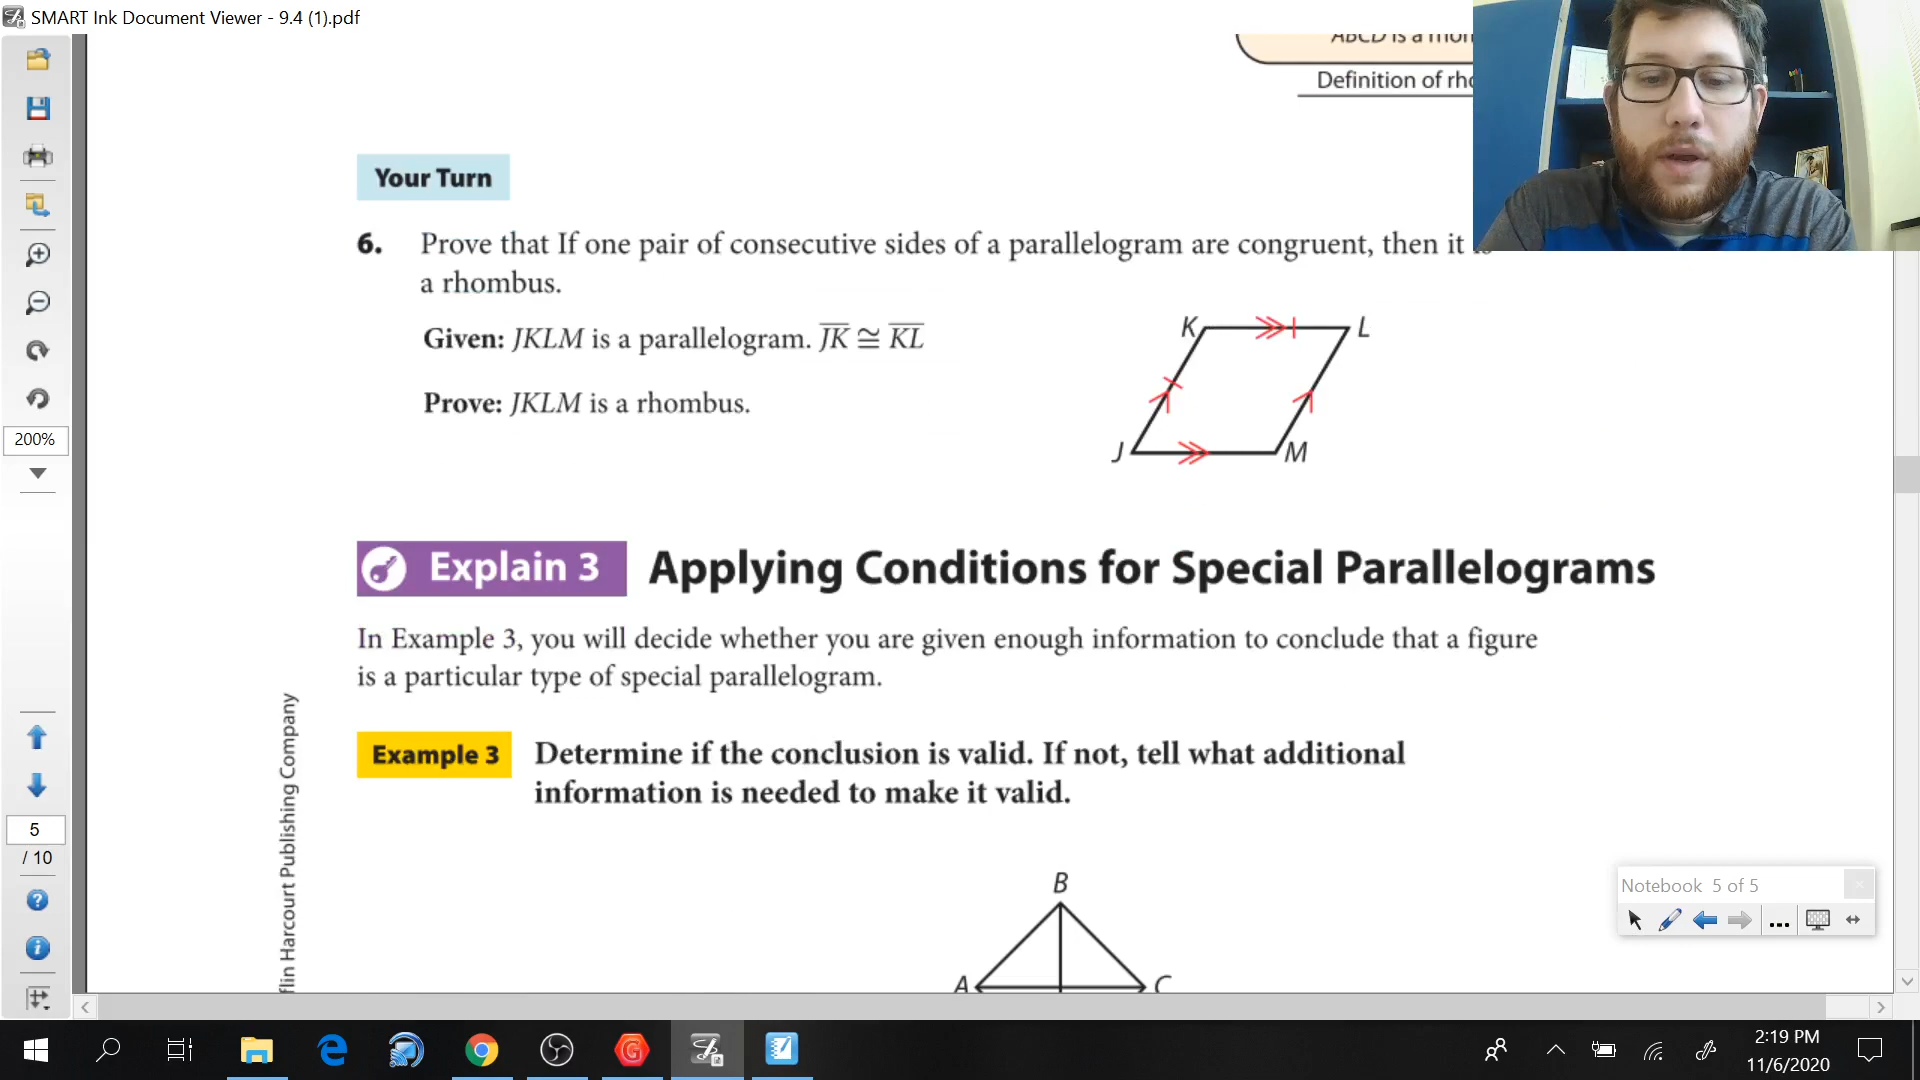 SMART Ink Document Viewer - 9.4 (1).pdf
Definition of
Your Turn
6. Prove that If one pair of consecutive sides of a parallelogram are congruent, then it is
a rhombus.
Given: JKLM is a parallelogram. JK ≅ KL
Prove: JKLM is a rhombus.
K
L
J
M
Explain 3 Applying Conditions for Special Parallelograms
In Example 3, you will decide whether you are given enough information to conclude that a figure
is a particular type of special parallelogram.
Example 3 Determine if the conclusion is valid. If not, tell what additional
information is needed to make it valid.
B
A
C
flin Harcourt Publishing Company
200%
5
/ 10
Notebook 5 of 5
2:19 PM
11/6/2020